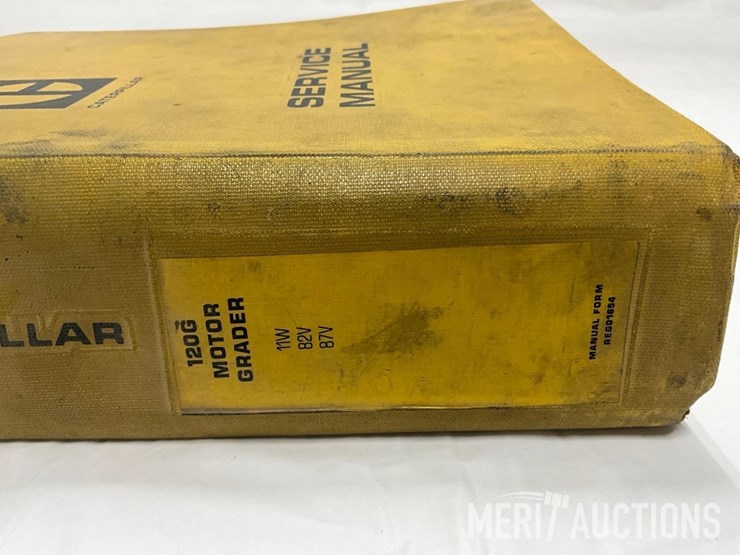 CATERPILLAR
SERVICE
MANUAL
LLAR
120G
MOTOR
GRADER
11W
82V
87V
MANUAL FORM
REG01654
MERIT AUCTIONS